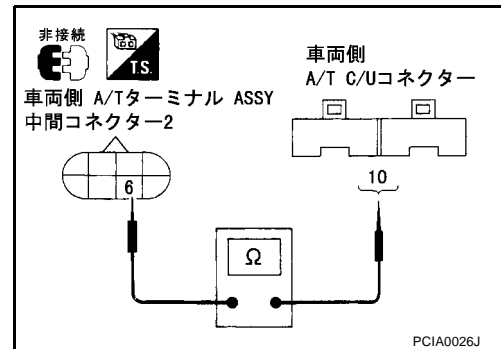 非接続
T.S.
車両側 A/Tターミナル ASSY
中間コネクター2
6
車両側
A/T C/Uコネクター
10
Ω
PCIA0026J